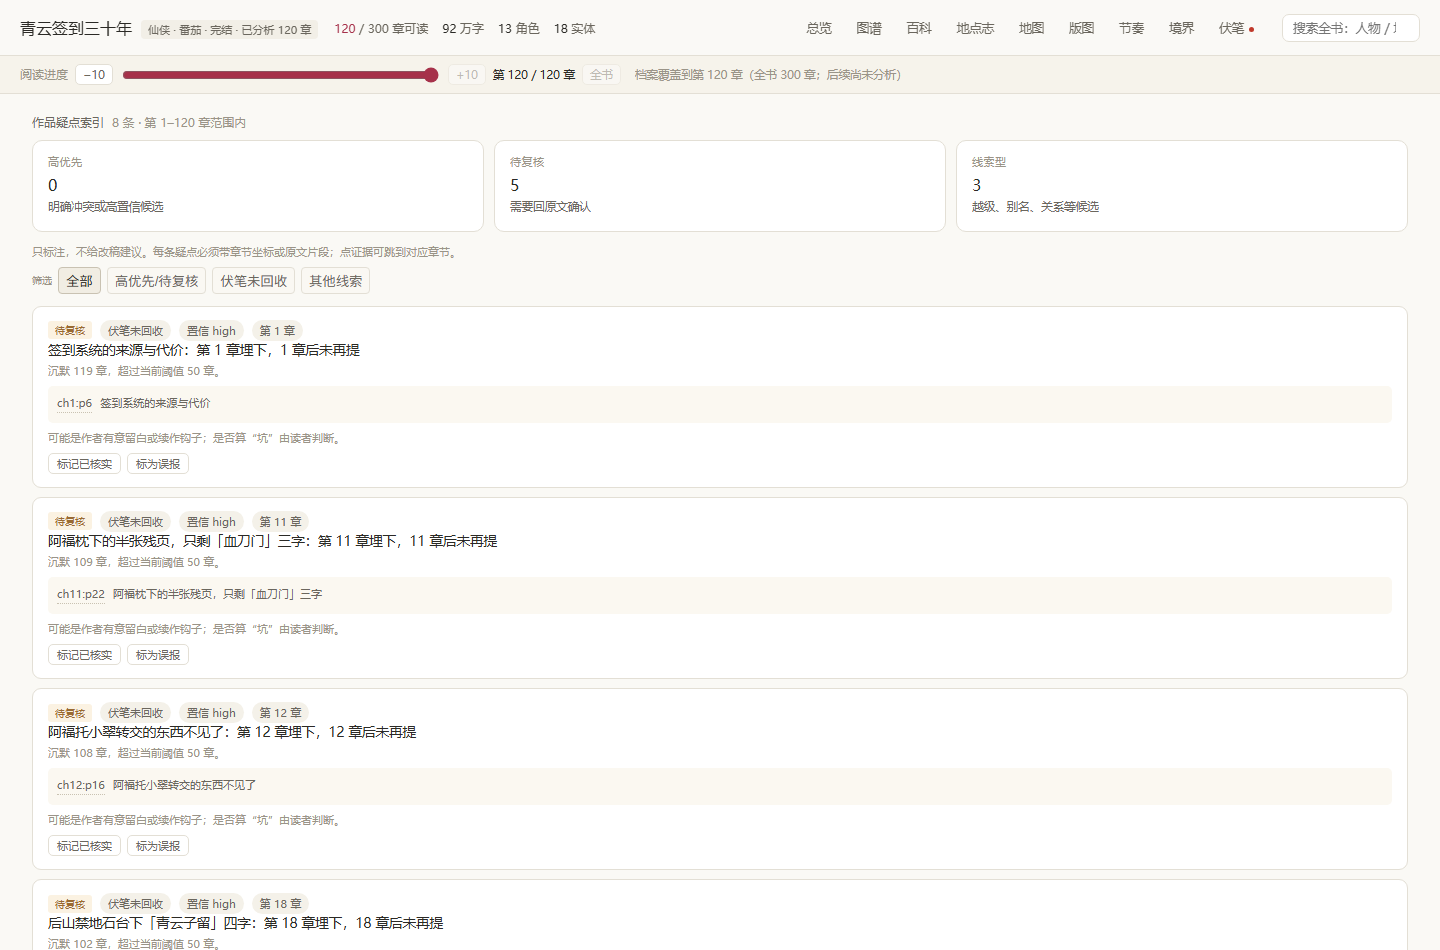 青云签到三十年 仙侠 · 番茄 · 完结 · 已分析 120 章 120 / 300 章可读 92 万字 13 角色 18 实体 总览 图谱 百科 地点志 地图 版图 节奏 境界 伏笔 搜索全书：人物 /
阅读进度 −10 +10 第 120 / 120 章 全书 档案覆盖到第 120 章（全书 300 章；后续尚未分析）
作品疑点索引 8 条 · 第 1–120 章范围内
高优先 待复核 线索型
0 5 3
明确冲突或高置信候选 需要回原文确认 越级、别名、关系等候选
只标注，不给改稿建议。每条疑点必须带章节坐标或原文片段；点证据可跳到对应章节。
筛选 全部 高优先/待复核 伏笔未回收 其他线索
待复核 伏笔未回收 置信 high 第 1 章
签到系统的来源与代价：第 1 章埋下，1 章后未再提
沉默 119 章，超过当前阈值 50 章。
ch1:p6 签到系统的来源与代价
可能是作者有意留白或续作钩子；是否算“坑”由读者判断。
标记已核实 标为误报
待复核 伏笔未回收 置信 high 第 11 章
阿福枕下的半张残页，只剩「血刀门」三字：第 11 章埋下，11 章后未再提
沉默 109 章，超过当前阈值 50 章。
ch11:p22 阿福枕下的半张残页，只剩「血刀门」三字
可能是作者有意留白或续作钩子；是否算“坑”由读者判断。
标记已核实 标为误报
待复核 伏笔未回收 置信 high 第 12 章
阿福托小翠转交的东西不见了：第 12 章埋下，12 章后未再提
沉默 108 章，超过当前阈值 50 章。
ch12:p16 阿福托小翠转交的东西不见了
可能是作者有意留白或续作钩子；是否算“坑”由读者判断。
标记已核实 标为误报
待复核 伏笔未回收 置信 high 第 18 章
后山禁地石台下「青云子留」四字：第 18 章埋下，18 章后未再提
沉默 102 章，超过当前阈值 50 章。